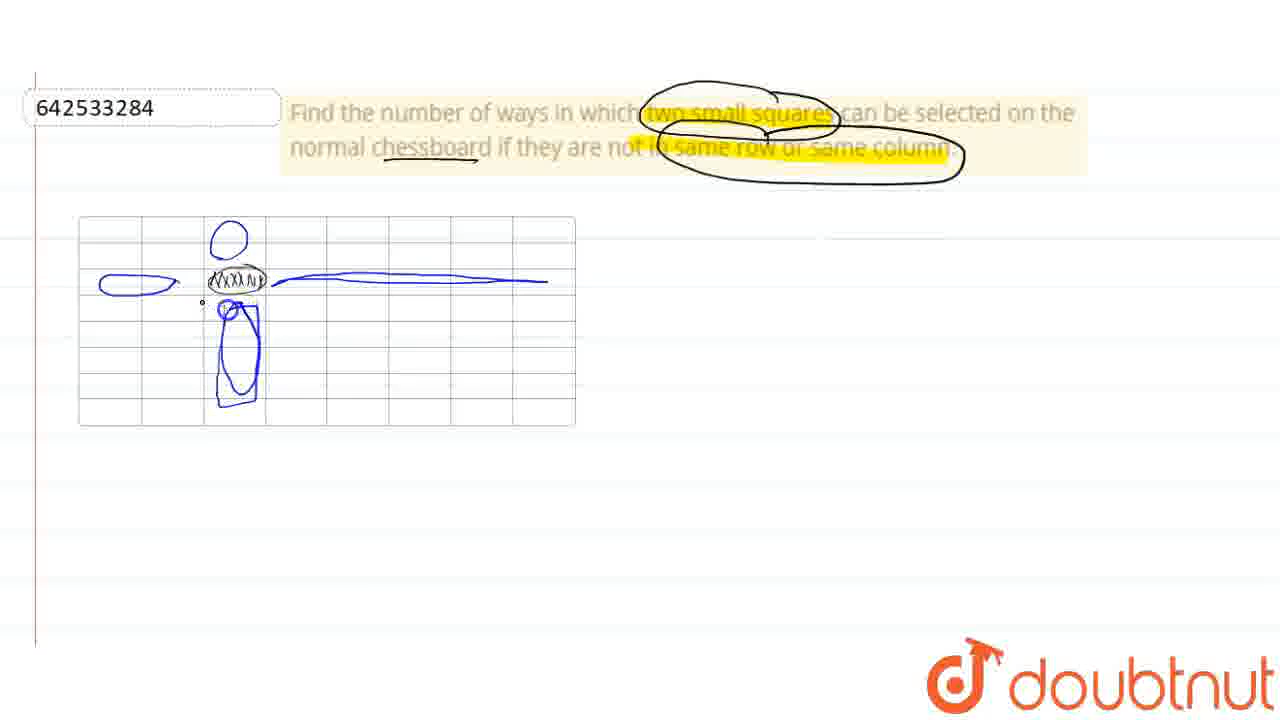 642533284
Find the number of ways in which two small squares can be selected on the
normal chessboard if they are not in same row or same column.
doubtnut